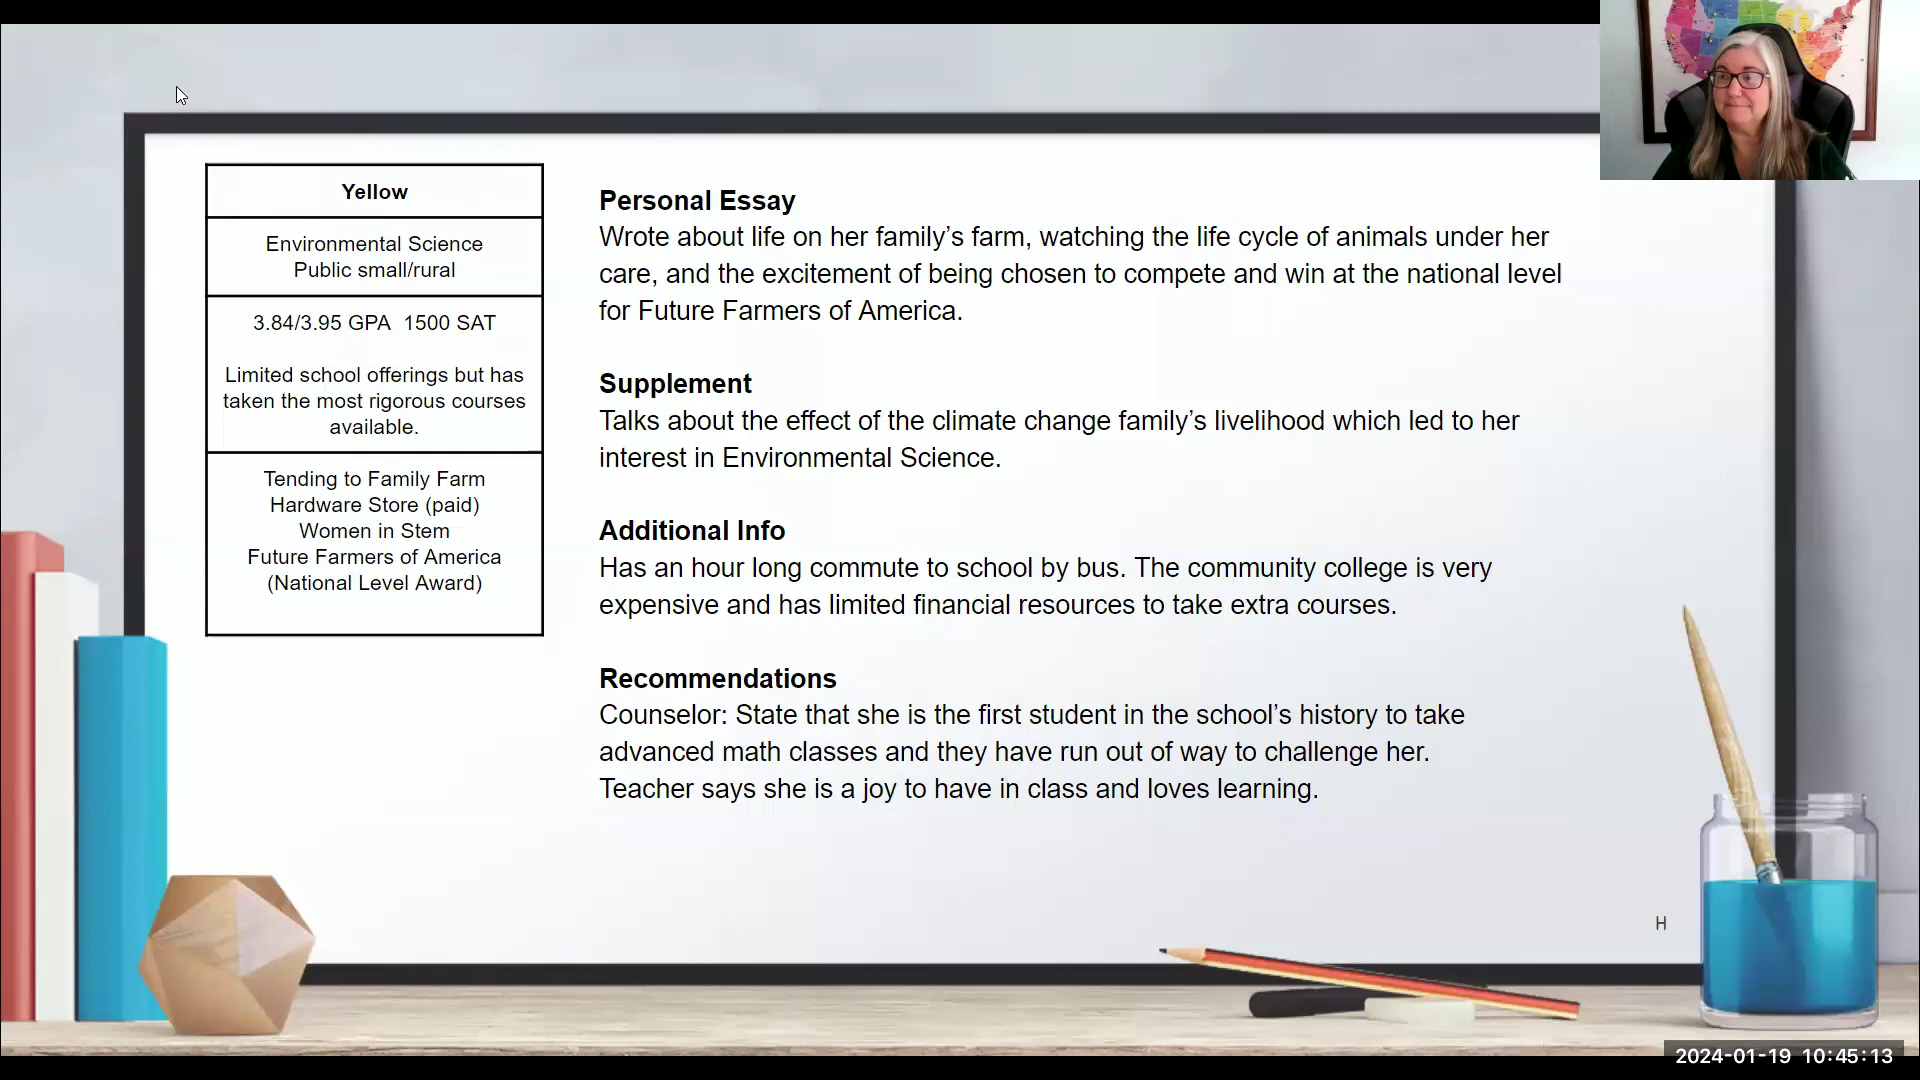 Yellow
Environmental Science
Public small/rural
3.84/3.95 GPA  1500 SAT
Limited school offerings but has
taken the most rigorous courses
available.
Tending to Family Farm
Hardware Store (paid)
Women in Stem
Future Farmers of America
(National Level Award)
Personal Essay
Wrote about life on her family’s farm, watching the life cycle of animals under her
care, and the excitement of being chosen to compete and win at the national level
for Future Farmers of America.
Supplement
Talks about the effect of the climate change family’s livelihood which led to her
interest in Environmental Science.
Additional Info
Has an hour long commute to school by bus. The community college is very
expensive and has limited financial resources to take extra courses.
Recommendations
Counselor: State that she is the first student in the school’s history to take
advanced math classes and they have run out of way to challenge her.
Teacher says she is a joy to have in class and loves learning.
H
2024-01-19 10:45:13